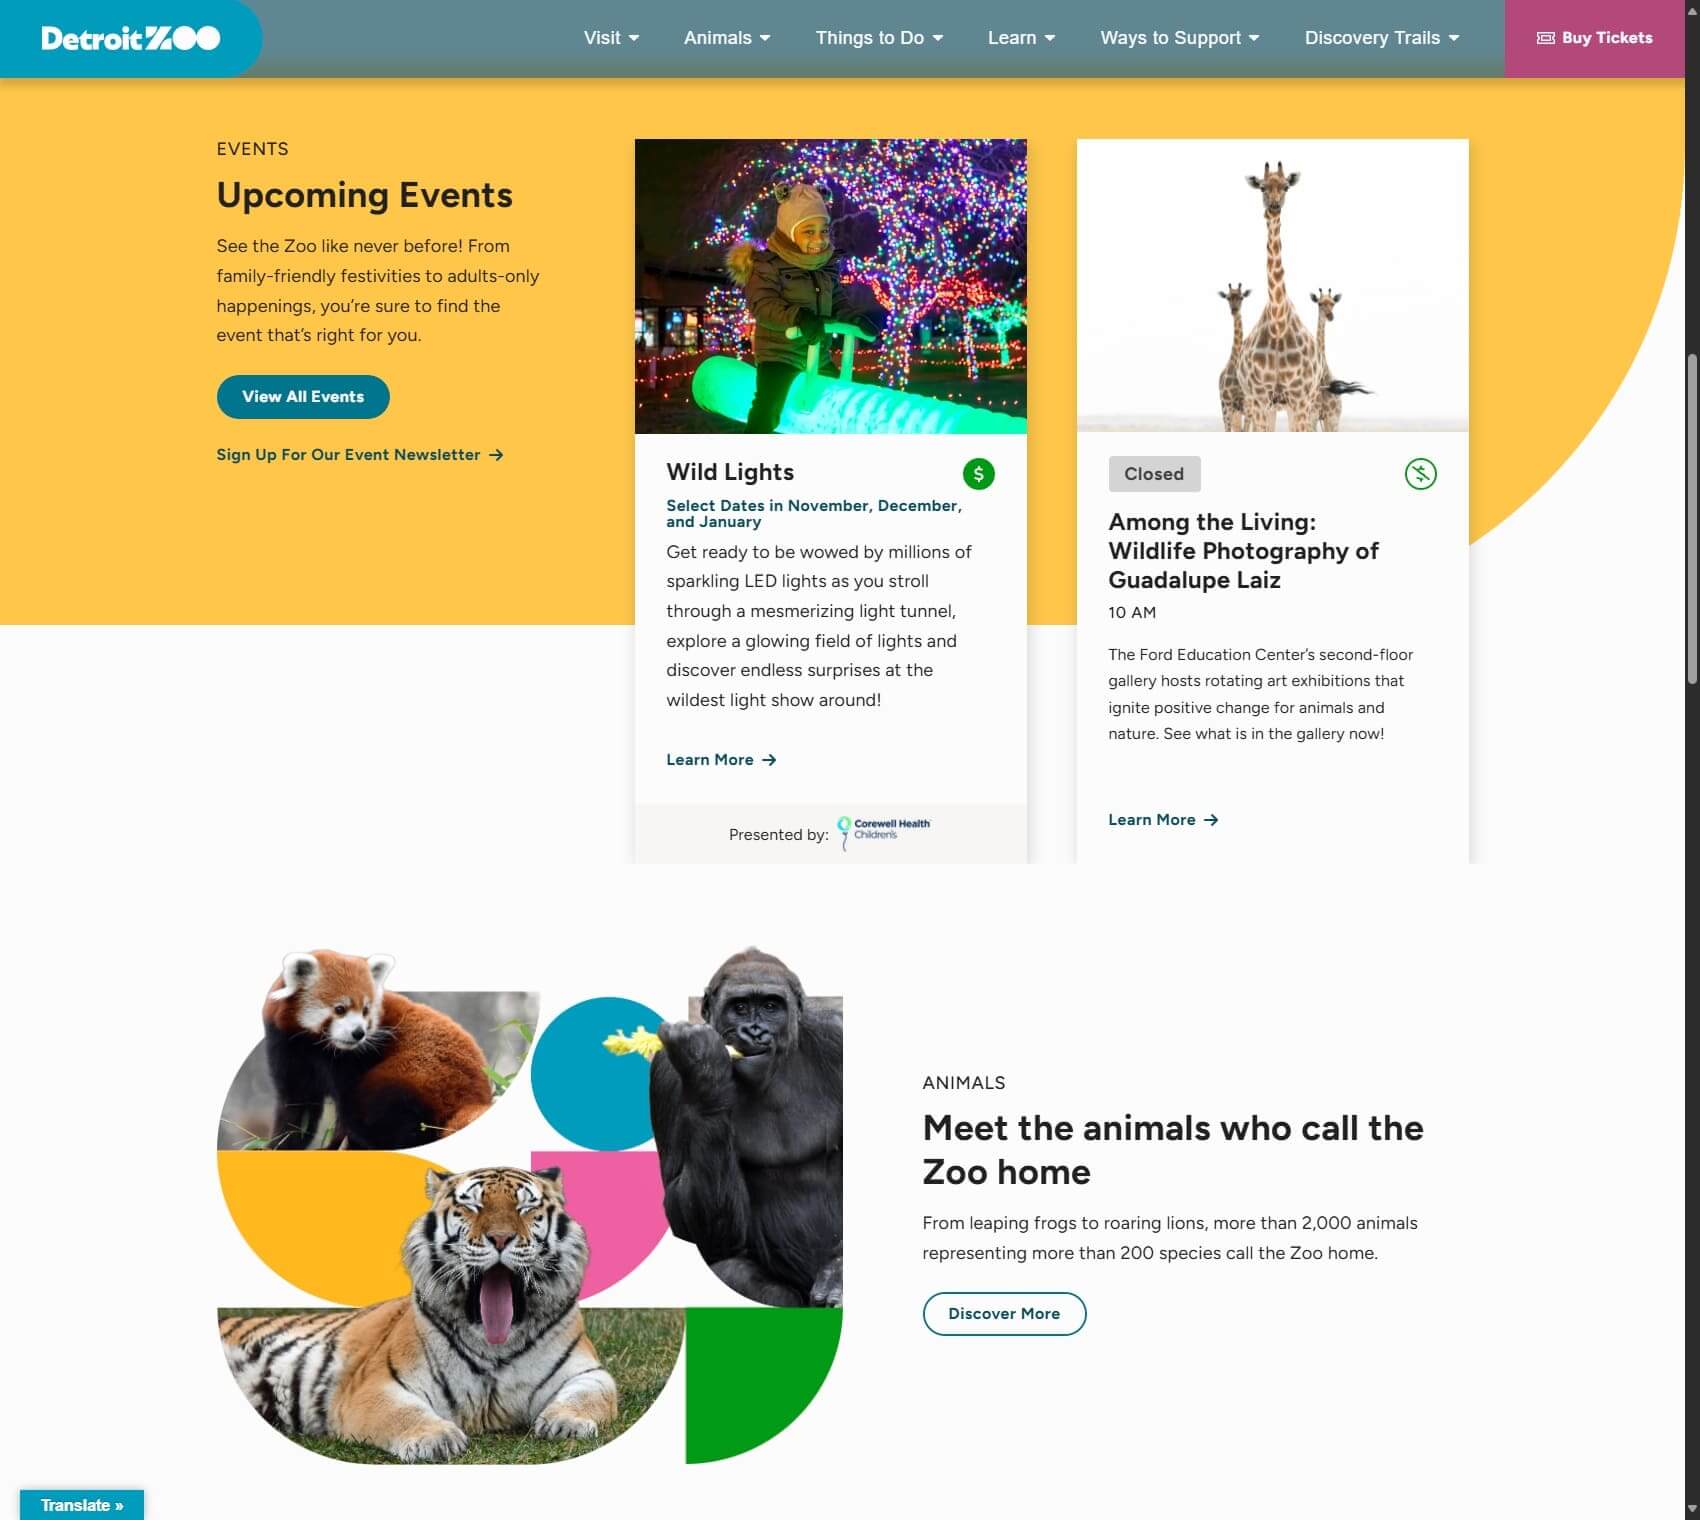 Detroit ZOO
Visit
Animals
Things to Do
Learn
Ways to Support
Discovery Trails
Buy Tickets
EVENTS
Upcoming Events
See the Zoo like never before! From
family-friendly festivities to adults-only
happenings, you’re sure to find the
event that’s right for you.
View All Events
Sign Up For Our Event Newsletter →
Wild Lights
$
Select Dates in November, December,
and January
Get ready to be wowed by millions of
sparkling LED lights as you stroll
through a mesmerizing light tunnel,
explore a glowing field of lights and
discover endless surprises at the
wildest light show around!
Learn More →
Presented by:
Corewell Health
Children's
Closed
$
Among the Living:
Wildlife Photography of
Guadalupe Laiz
10 AM
The Ford Education Center’s second-floor
gallery hosts rotating art exhibitions that
ignite positive change for animals and
nature. See what is in the gallery now!
Learn More →
ANIMALS
Meet the animals who call the
Zoo home
From leaping frogs to roaring lions, more than 2,000 animals
representing more than 200 species call the Zoo home.
Discover More
Translate »